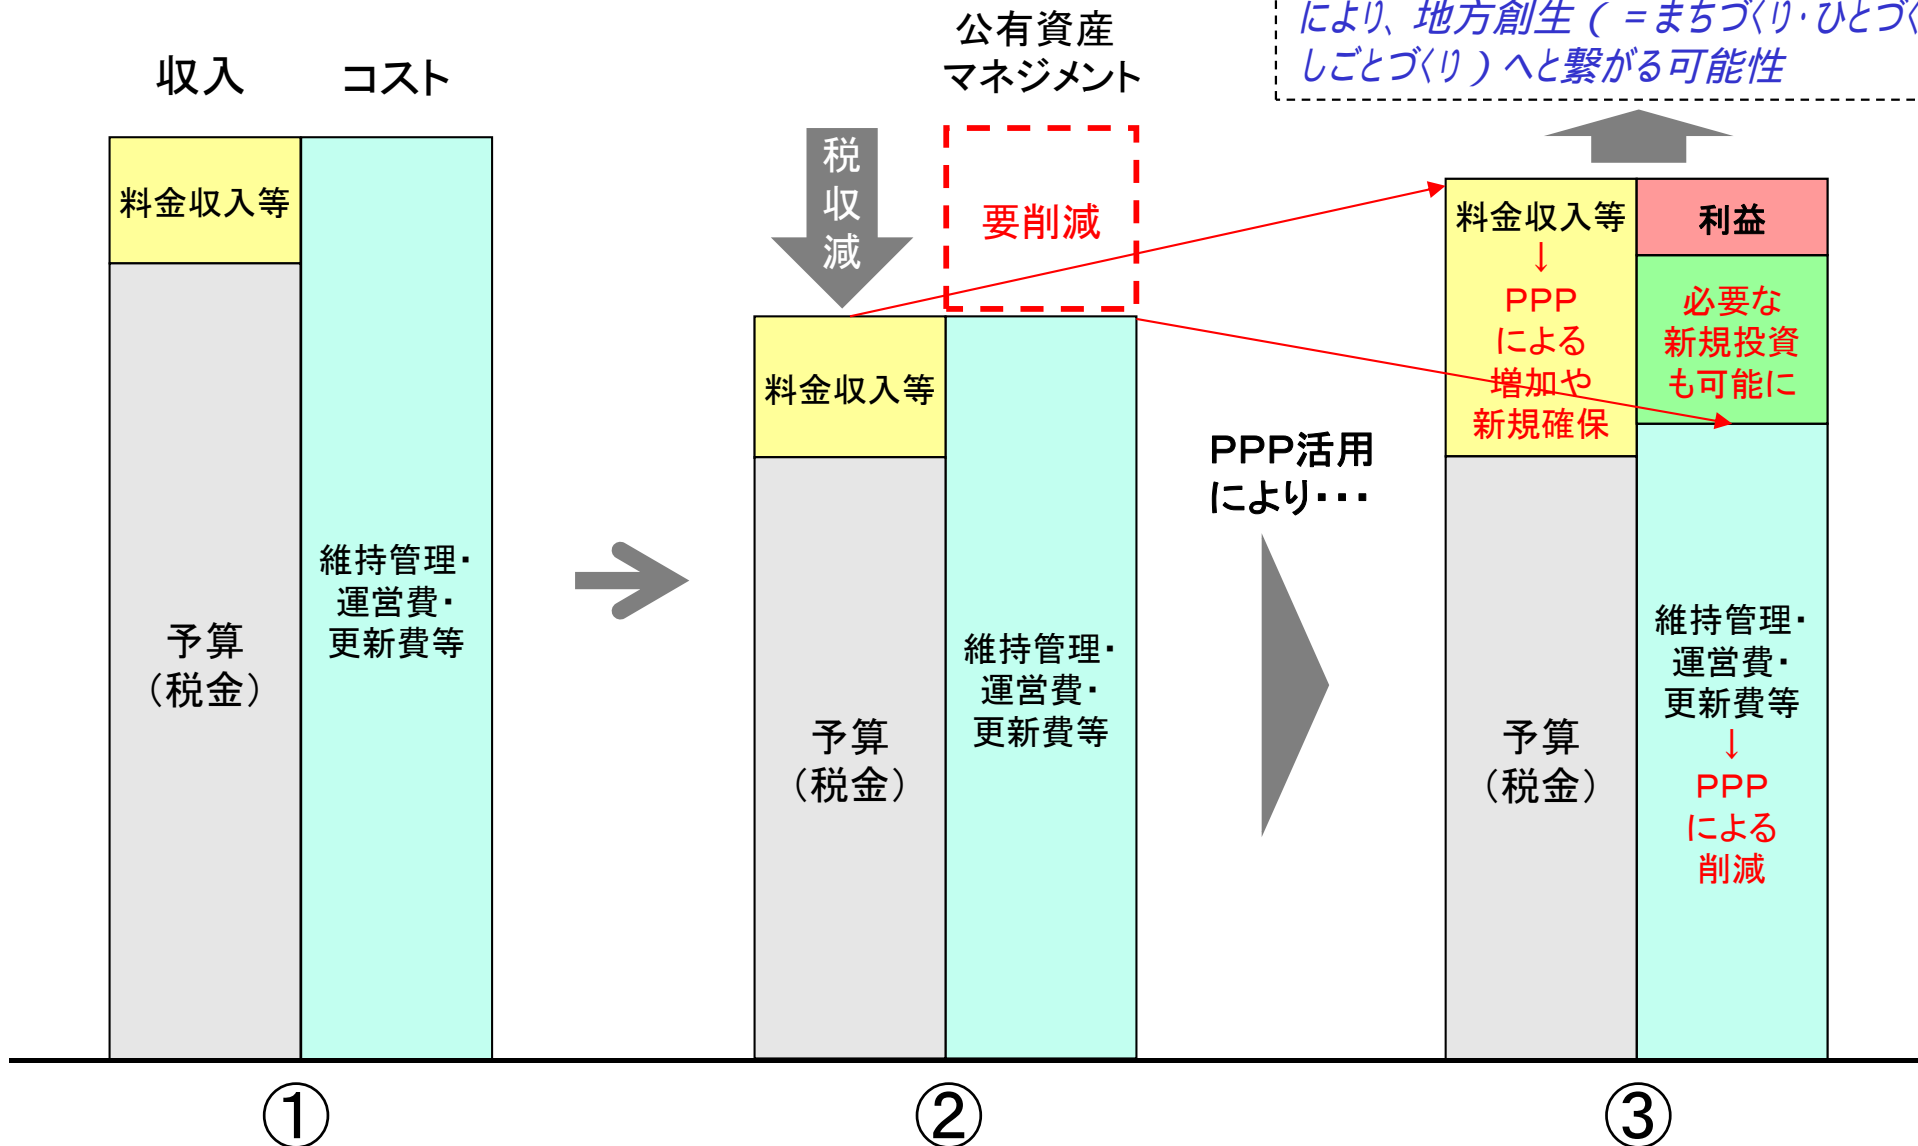 により、地方創生（=まちづくり・ひとづく
しごとづくり）へと繋がる可能性
収入
コスト
公有資産
マネジメント
料金収入等
予算
（税金）
維持管理・
運営費・
更新費等
税
収
減
要削減
料金収入等
予算
（税金）
維持管理・
運営費・
更新費等
PPP活用
により・・・
料金収入等
↓
PPP
による
増加や
新規確保
予算
（税金）
利益
必要な
新規投資
も可能に
維持管理・
運営費・
更新費等
↓
PPP
による
削減
①
②
③